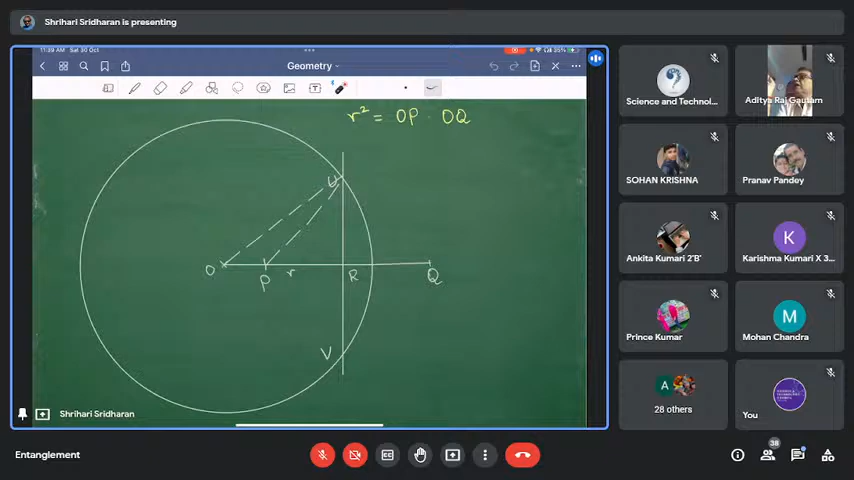 Shrihari Sridharan is presenting
11:39 AM Sat 30 Oct
35%
Geometry
r² = OP · OQ
U
O
P
r
R
Q
V
Shrihari Sridharan
Science and Technol...
Aditya Raj Gautam
SOHAN KRISHNA
Pranav Pandey
Ankita Kumari 2'B'
K
Karishma Kumari X 3...
Prince Kumar
M
Mohan Chandra
A
28 others
You
Entanglement
38